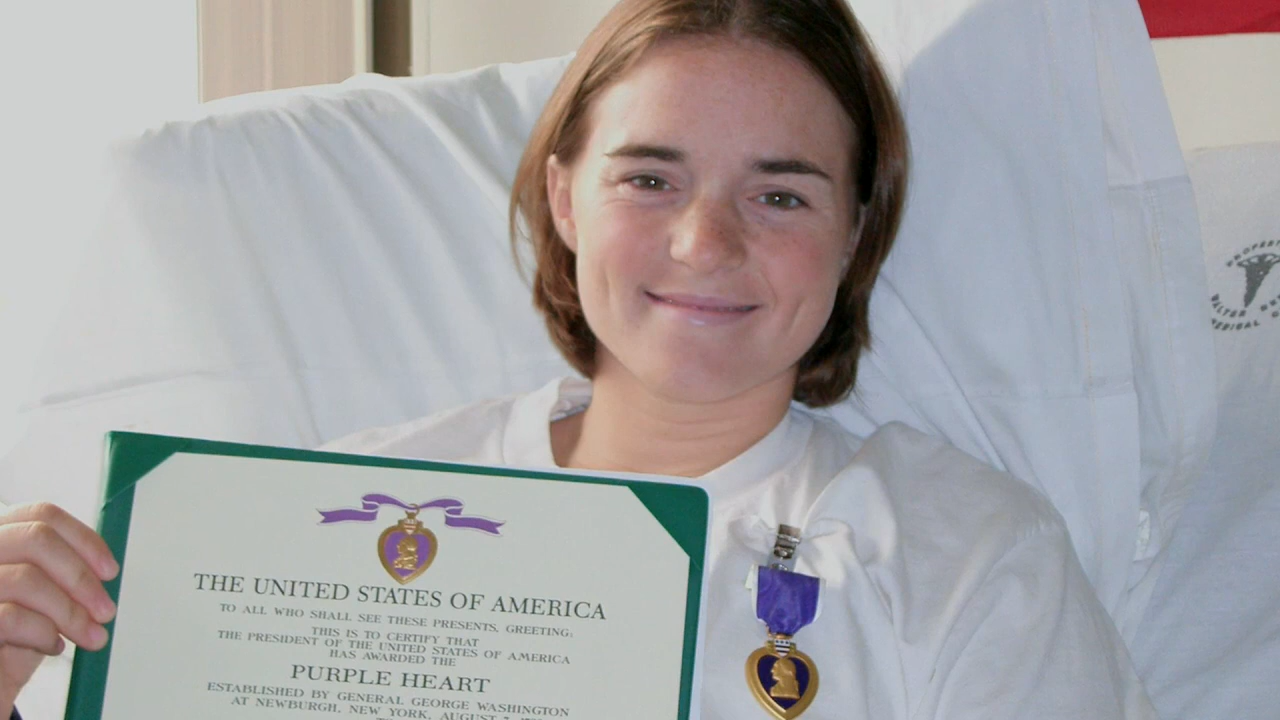 THE UNITED STATES OF AMERICA
TO ALL WHO SHALL SEE THESE PRESENTS, GREETING:
THIS IS TO CERTIFY THAT
THE PRESIDENT OF THE UNITED STATES OF AMERICA
HAS AWARDED THE
PURPLE HEART
ESTABLISHED BY GENERAL GEORGE WASHINGTON
AT NEWBURGH, NEW YORK, AUGUST 7,